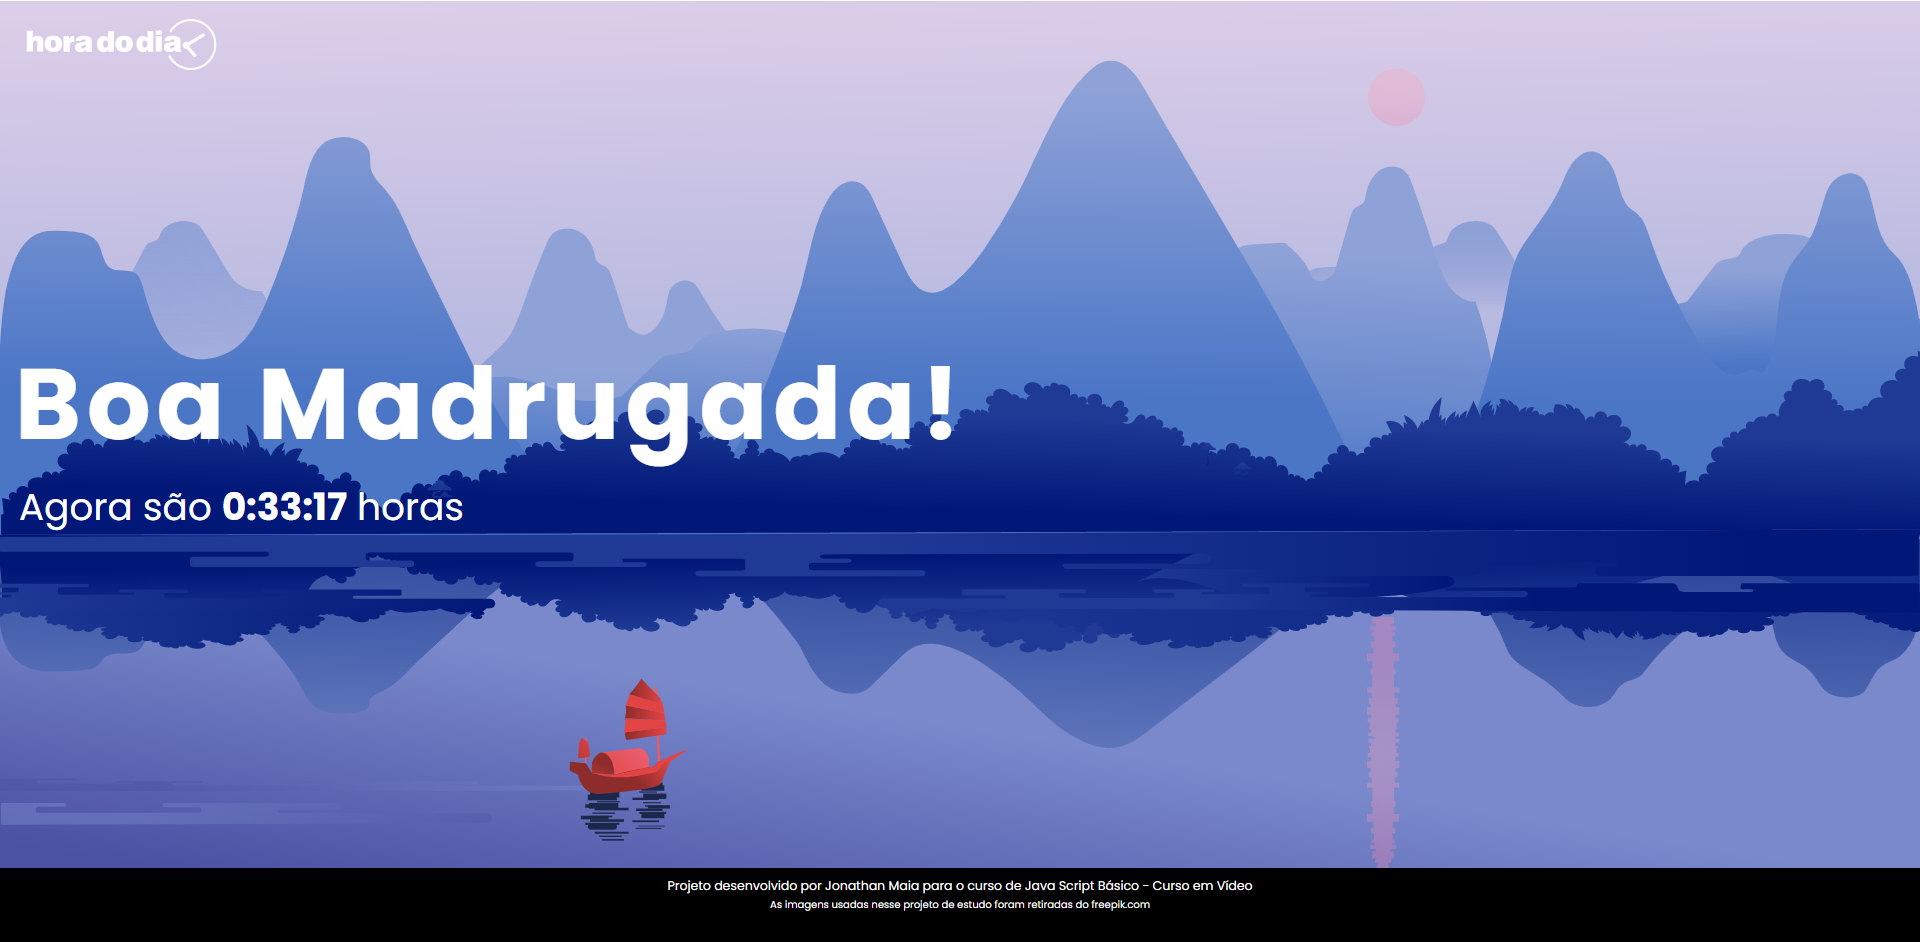 hora do dia
Boa Madrugada!
Agora são 0:33:17 horas
Projeto desenvolvido por Jonathan Maia para o curso de Java Script Básico - Curso em Vídeo
As imagens usadas nesse projeto de estudo foram retiradas do freepik.com